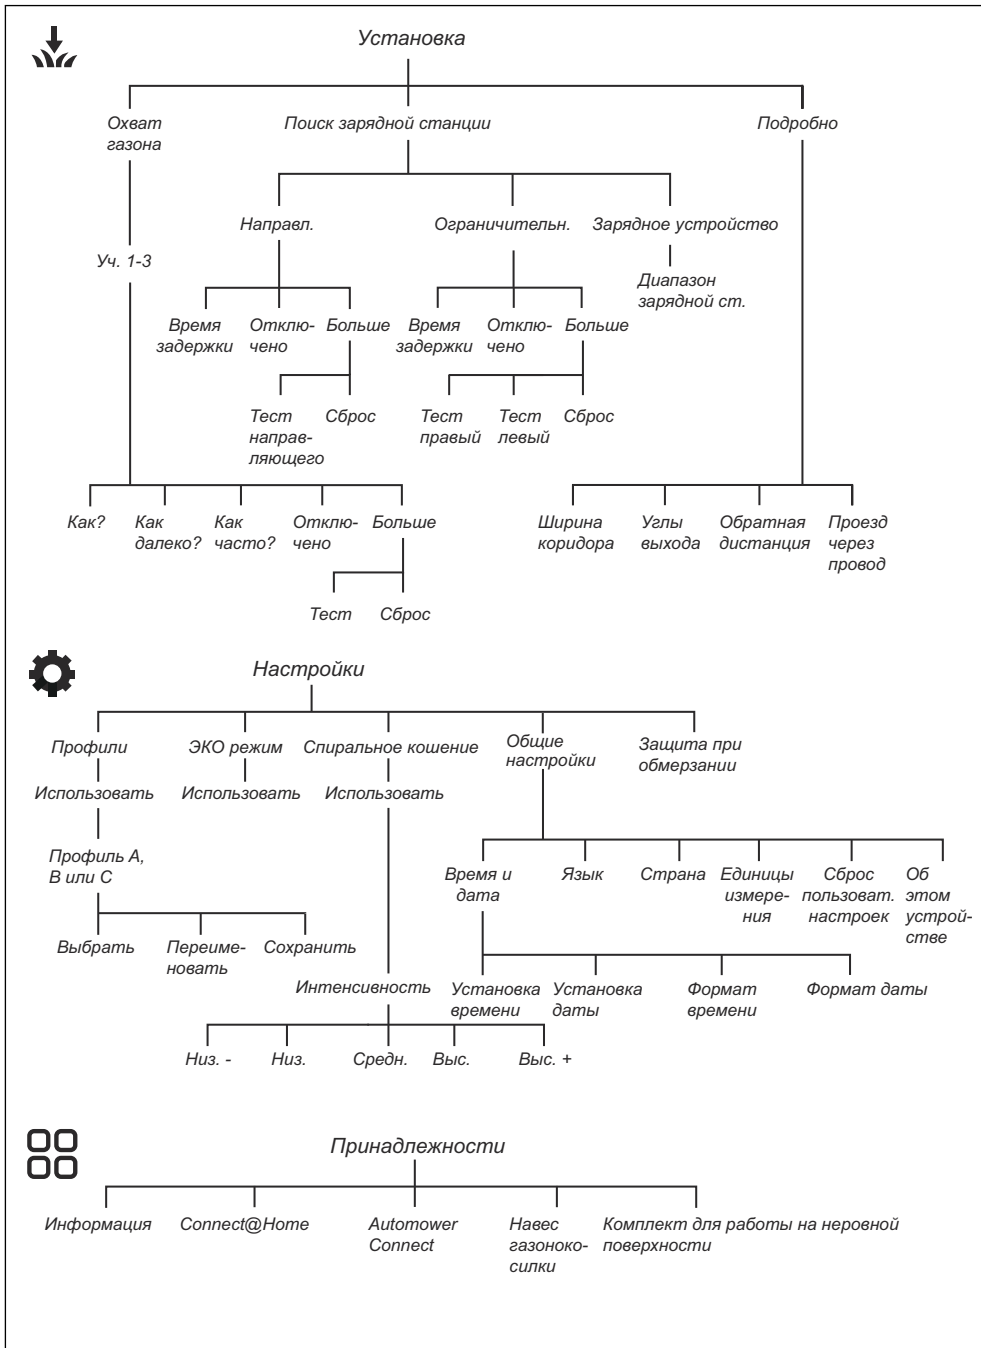 Установка
Охват
газона
Поиск зарядной станции
Подробно
Направл.
Ограничительн.
Зарядное устройство
Уч. 1-3
Диапазон
зарядной ст.
Время
задержки
Отклю-
чено
Больше
Время
задержки
Отклю-
чено
Больше
Тест
направ-
ляющего
Сброс
Тест
правый
Тест
левый
Сброс
Как?
Как
далеко?
Как
часто?
Отклю-
чено
Больше
Ширина
коридора
Углы
выхода
Обратная
дистанция
Проезд
через
провод
Тест
Сброс
Настройки
Профили
ЭКО режим
Спиральное кошение
Общие
настройки
Защита при
обмерзании
Использовать
Использовать
Использовать
Профиль A,
B или C
Время и
дата
Язык
Страна
Единицы
измере-
ния
Сброс
пользоват.
настроек
Об
этом
устрой-
стве
Выбрать
Переиме-
новать
Сохранить
Интенсивность
Установка
времени
Установка
даты
Формат
времени
Формат даты
Низ. -
Низ.
Средн.
Выс.
Выс. +
Принадлежности
Информация
Connect@Home
Automower
Connect
Навес
газоноко-
силки
Комплект для работы на неровной
поверхности